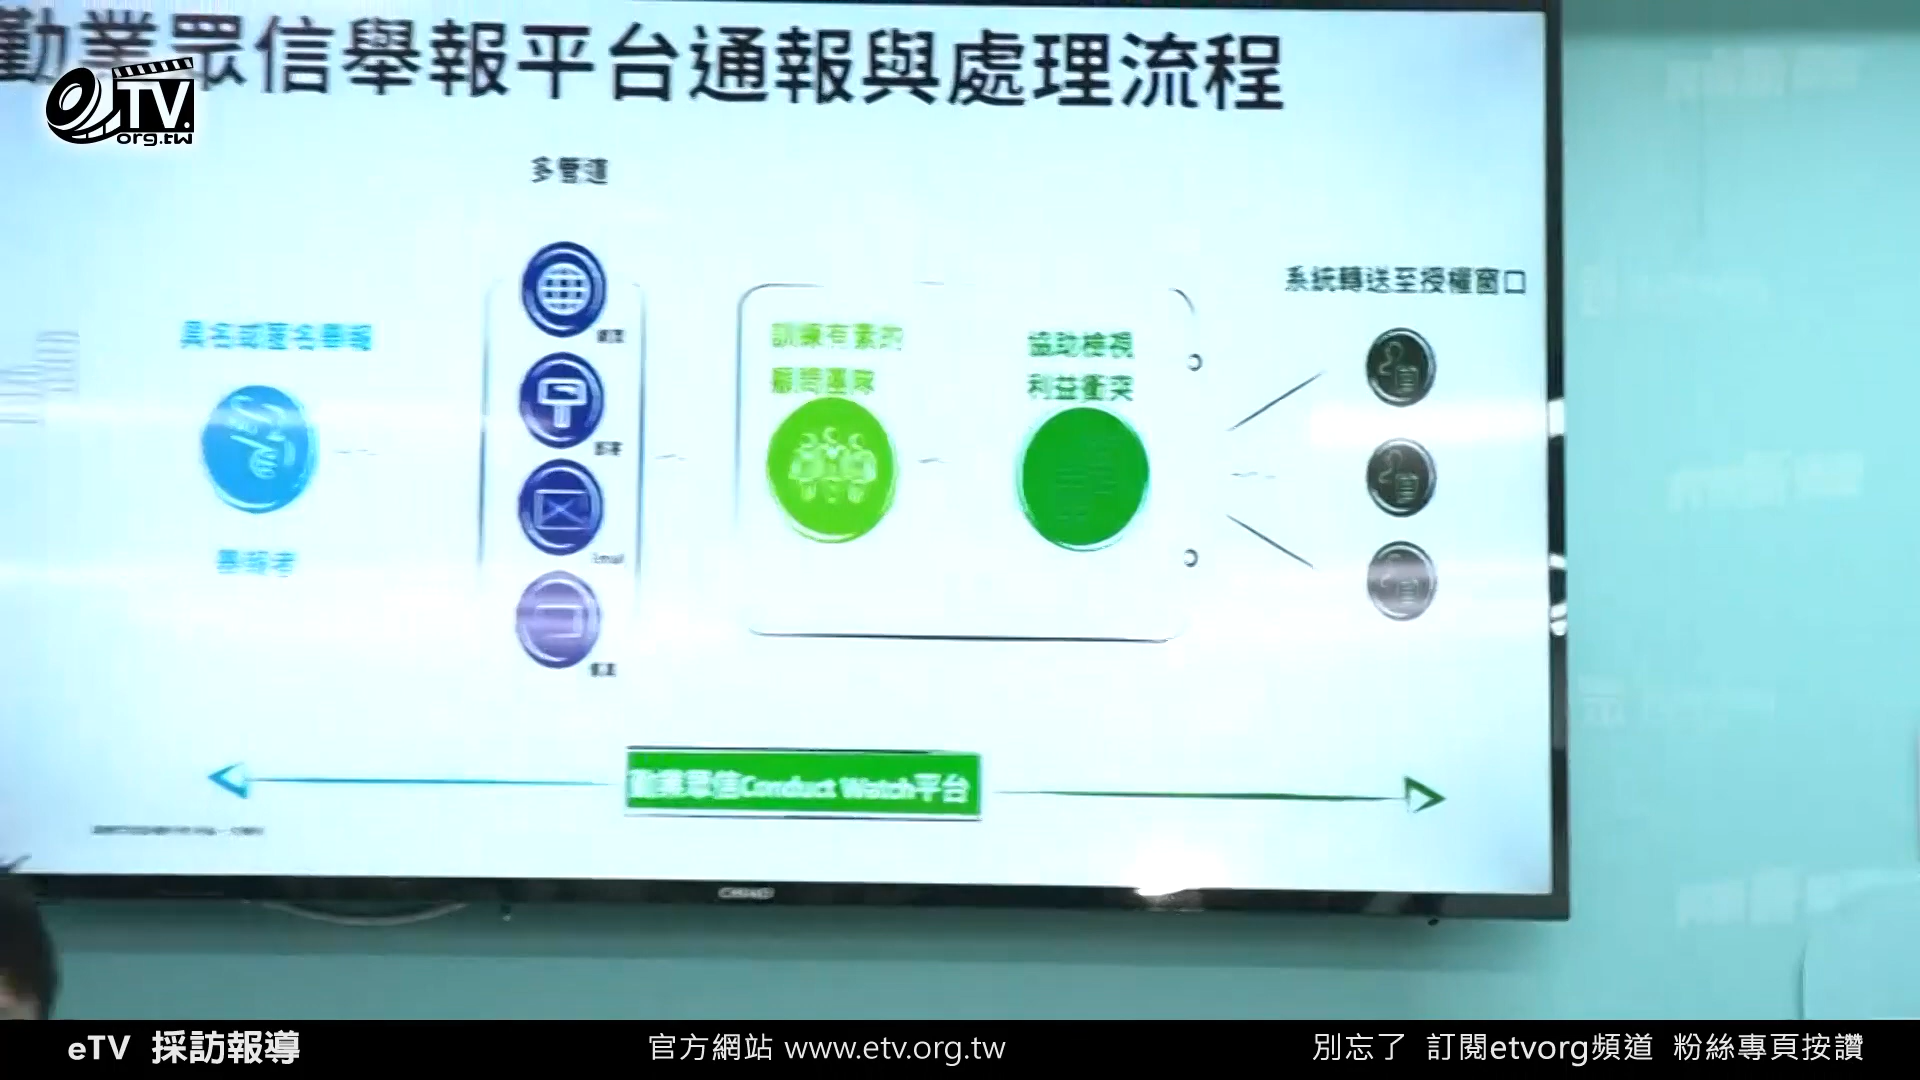 勤業眾信舉報平台通報與處理流程
eTV.
org.tw
多管道
系統轉送至授權窗口
具名或匿名舉報
訓練有素的
顧問團隊
協助檢視
利益衝突
Email
舉報者
勤業眾信Conduct Watch平台
CHIMEI
eTV 採訪報導
官方網站 www.etv.org.tw
別忘了 訂閱etvorg頻道 粉絲專頁按讚